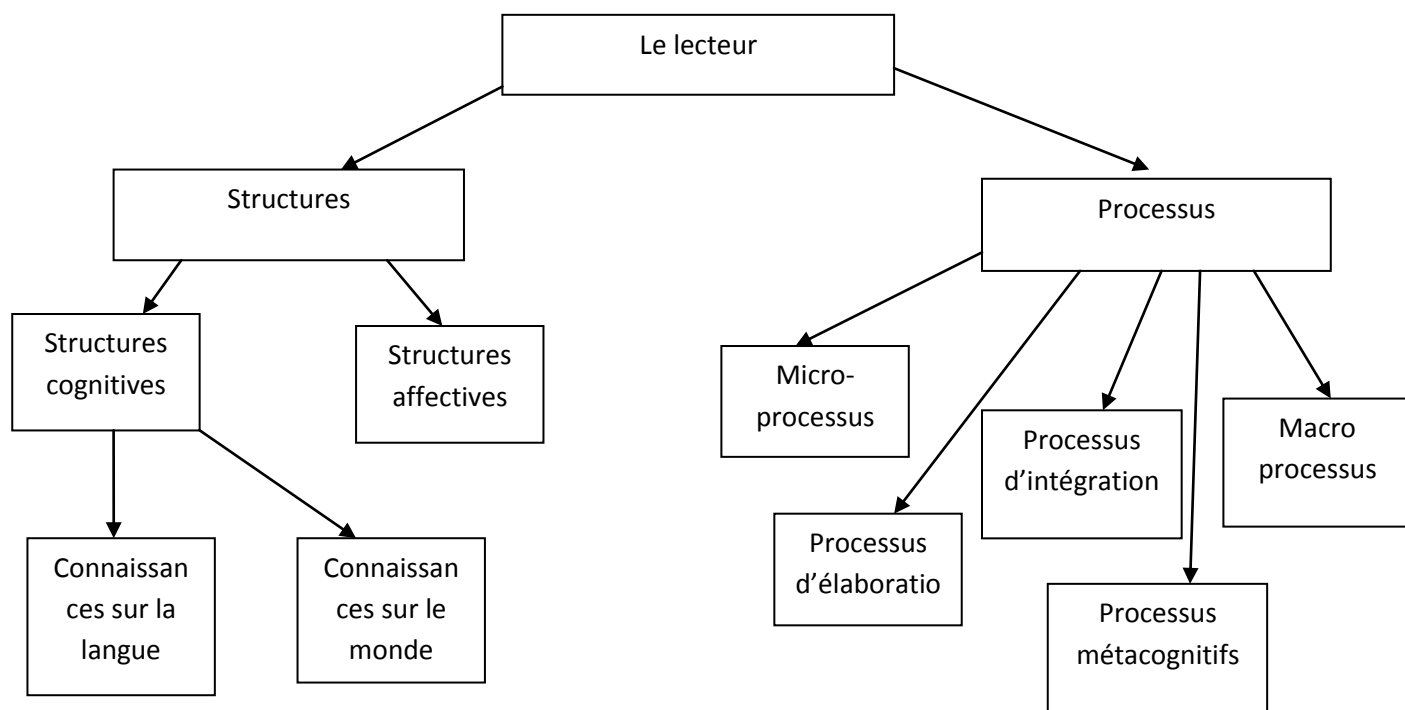 Le lecteur
Structures
Processus
Structures
cognitives
Structures
affectives
Micro-
processus
Processus
d'intégration
Macro
processus
Processus
d'élaboratio
Connaissan
ces sur la
langue
Connaissan
ces sur le
monde
Processus
métacognitifs